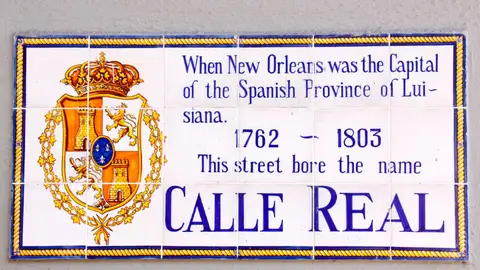 When New Orleans was the Capital
of the Spanish Province of Lui-
siana.
1762 ~ 1803
This street bore the name
CALLE REAL